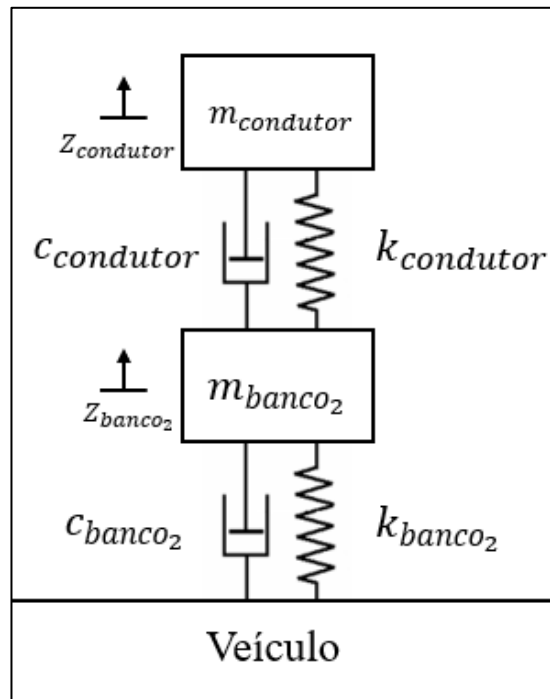 m_condutor
z_condutor
c_condutor k_condutor
m_banco₂
z_banco₂
c_banco₂ k_banco₂
Veículo